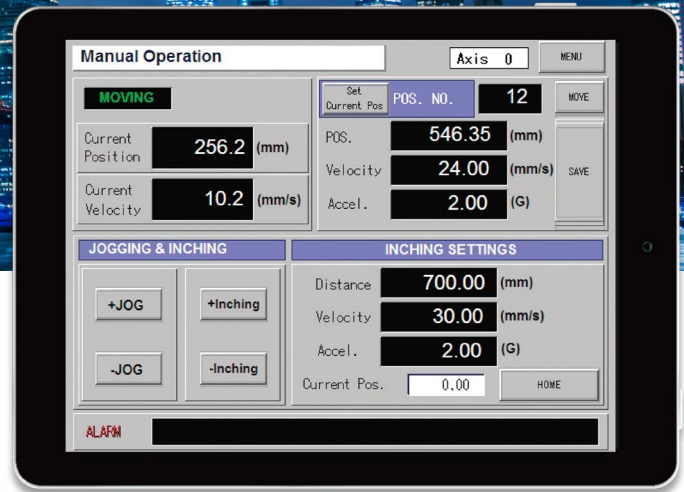 Manual Operation
Axis 0
MENU
MOVING
Set
Current Pos
POS. NO.
12
MOVE
Current
Position
256.2 (mm)
POS.
546.35 (mm)
Velocity
24.00 (mm/s)
SAVE
Current
Velocity
10.2 (mm/s)
Accel.
2.00 (G)
JOGGING & INCHING
INCHING SETTINGS
+JOG
+Inching
Distance
700.00 (mm)
Velocity
30.00 (mm/s)
-JOG
-Inching
Accel.
2.00 (G)
Current Pos.
0.00
HOME
ALARM